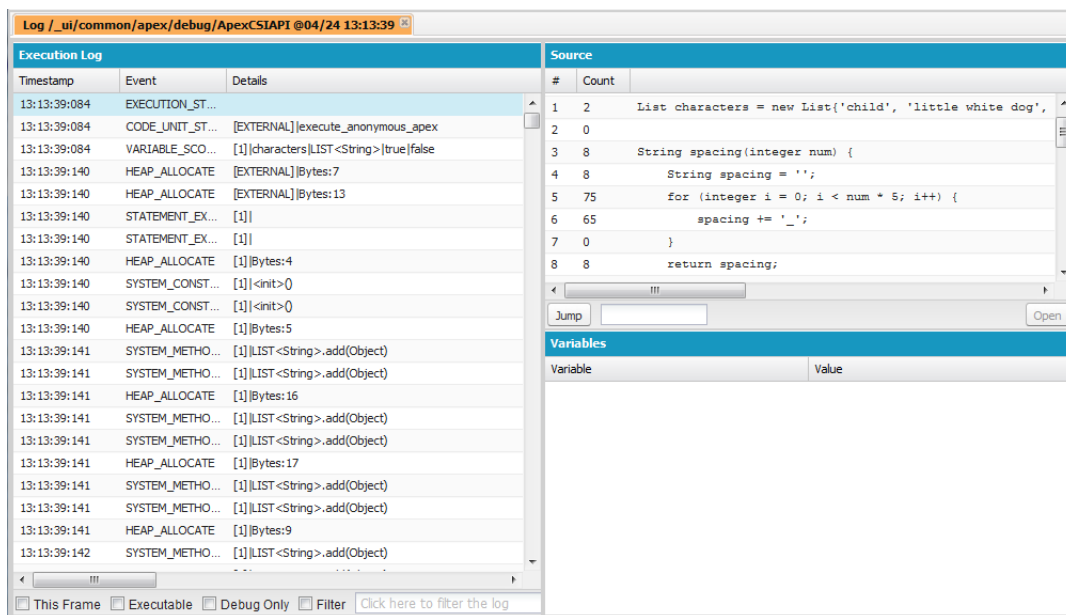 Log /_ui/common/apex/debug/ApexCSIAPI @04/24 13:13:39
Execution Log
Timestamp Event Details
13:13:39:084 EXECUTION_ST...
13:13:39:084 CODE_UNIT_ST... [EXTERNAL]|execute_anonymous_apex
13:13:39:084 VARIABLE_SCO... [1]|characters|LIST<String>|true|false
13:13:39:140 HEAP_ALLOCATE [EXTERNAL]|Bytes:7
13:13:39:140 HEAP_ALLOCATE [EXTERNAL]|Bytes:13
13:13:39:140 STATEMENT_EX... [1]|
13:13:39:140 STATEMENT_EX... [1]|
13:13:39:140 HEAP_ALLOCATE [1]|Bytes:4
13:13:39:140 SYSTEM_CONST... [1]|<init>()
13:13:39:140 SYSTEM_CONST... [1]|<init>()
13:13:39:140 HEAP_ALLOCATE [1]|Bytes:5
13:13:39:141 SYSTEM_METHO... [1]|LIST<String>.add(Object)
13:13:39:141 SYSTEM_METHO... [1]|LIST<String>.add(Object)
13:13:39:141 HEAP_ALLOCATE [1]|Bytes:16
13:13:39:141 SYSTEM_METHO... [1]|LIST<String>.add(Object)
13:13:39:141 SYSTEM_METHO... [1]|LIST<String>.add(Object)
13:13:39:141 HEAP_ALLOCATE [1]|Bytes:17
13:13:39:141 SYSTEM_METHO... [1]|LIST<String>.add(Object)
13:13:39:141 SYSTEM_METHO... [1]|LIST<String>.add(Object)
13:13:39:141 HEAP_ALLOCATE [1]|Bytes:9
13:13:39:142 SYSTEM_METHO... [1]|LIST<String>.add(Object)
This Frame Executable Debug Only Filter Click here to filter the log
Source
# Count
1 2 List characters = new List{'child', 'little white dog',
2 0
3 8 String spacing(integer num) {
4 8 String spacing = '';
5 75 for (integer i = 0; i < num * 5; i++) {
6 65 spacing += '_';
7 0 }
8 8 return spacing;
Jump Open
Variables
Variable Value